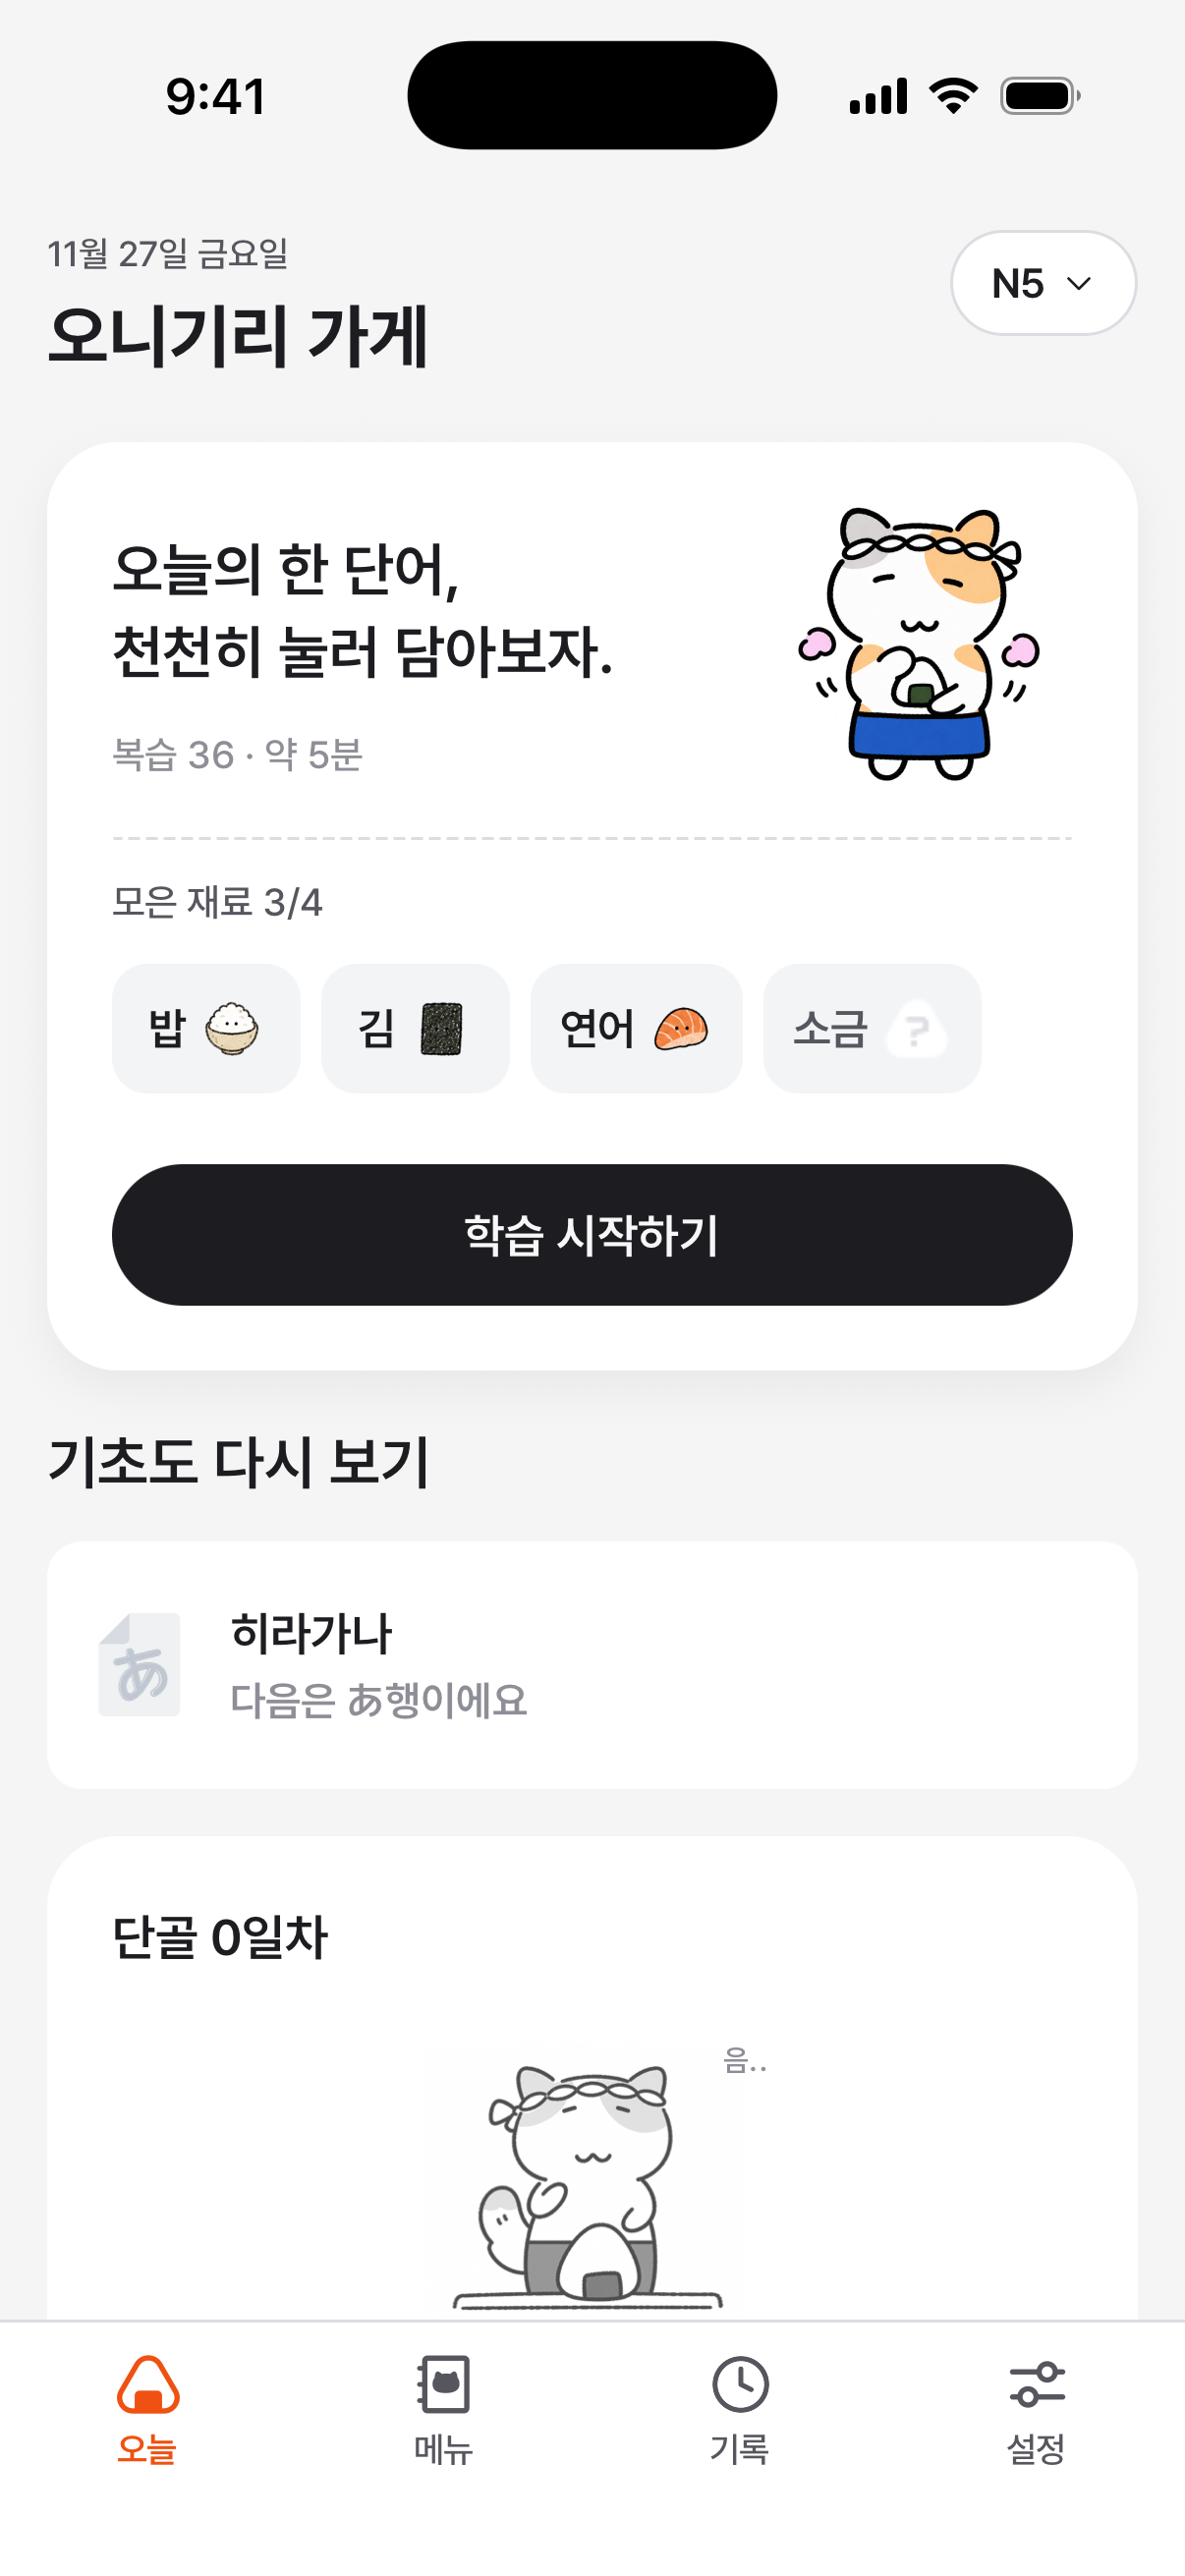 9:41
11월 27일 금요일
오니기리 가게
N5
오늘의 한 단어,
천천히 눌러 담아보자.
복습 36 · 약 5분
모은 재료 3/4
밥
김
연어
소금
?
학습 시작하기
기초도 다시 보기
あ
히라가나
다음은 あ행이에요
단골 0일차
음..
오늘
메뉴
기록
설정